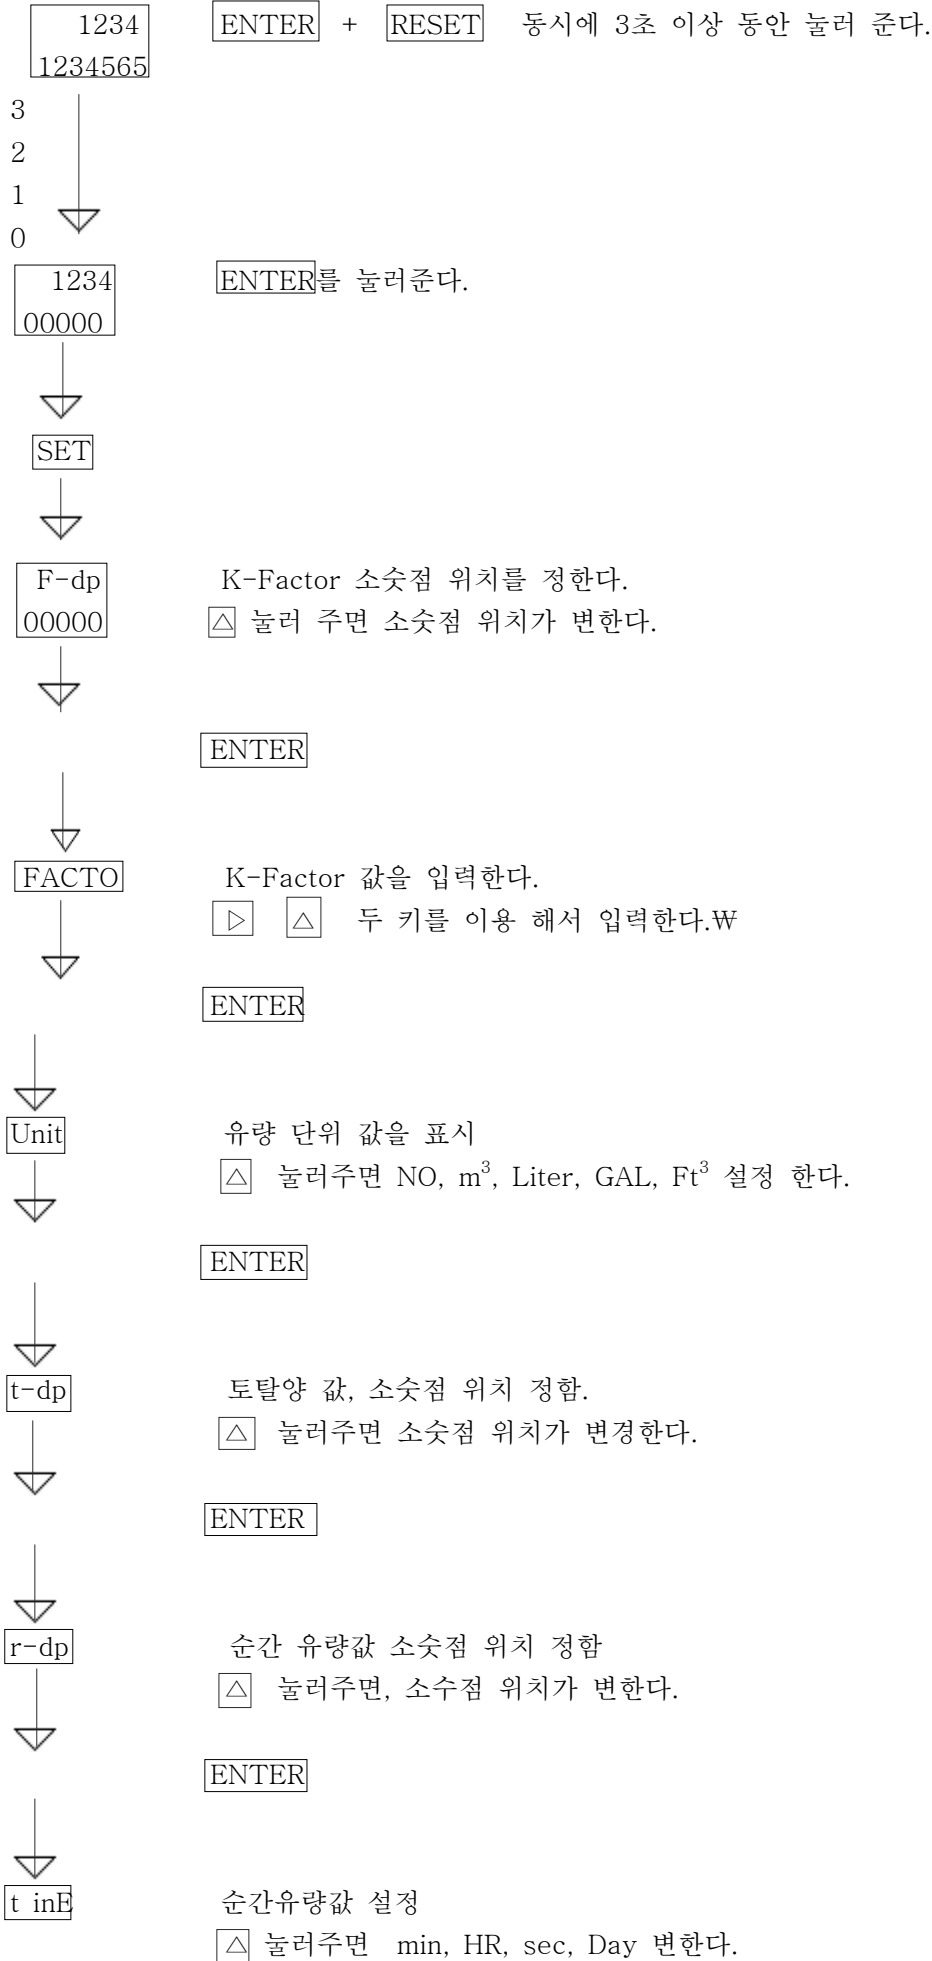 1234 ENTER + RESET 동시에 3초 이상 동안 눌러 준다.
1234565
3
2
1
0
1234 ENTER를 눌러준다.
00000
SET
F-dp K-Factor 소숫점 위치를 정한다.
00000 △ 눌러 주면 소숫점 위치가 변한다.
ENTER
FACTO K-Factor 값을 입력한다.
▷ △ 두 키를 이용 해서 입력한다.₩
ENTER
Unit 유량 단위 값을 표시
△ 눌러주면 NO, m³, Liter, GAL, Ft³ 설정 한다.
ENTER
t-dp 토탈양 값, 소숫점 위치 정함.
△ 눌러주면 소숫점 위치가 변경한다.
ENTER
r-dp 순간 유량값 소숫점 위치 정함
△ 눌러주면, 소수점 위치가 변한다.
ENTER
t inE 순간유량값 설정
△ 눌러주면 min, HR, sec, Day 변한다.